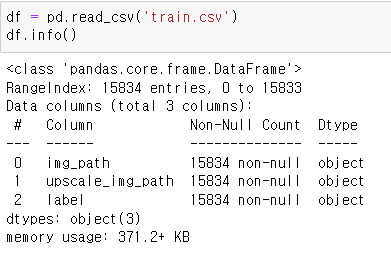 df = pd.read_csv('train.csv')
df.info()
<class 'pandas.core.frame.DataFrame'>
RangeIndex: 15834 entries, 0 to 15833
Data columns (total 3 columns):
 #   Column            Non-Null Count  Dtype
---  ------            --------------  -----
 0   img_path          15834 non-null  object
 1   upscale_img_path  15834 non-null  object
 2   label             15834 non-null  object
dtypes: object(3)
memory usage: 371.2+ KB